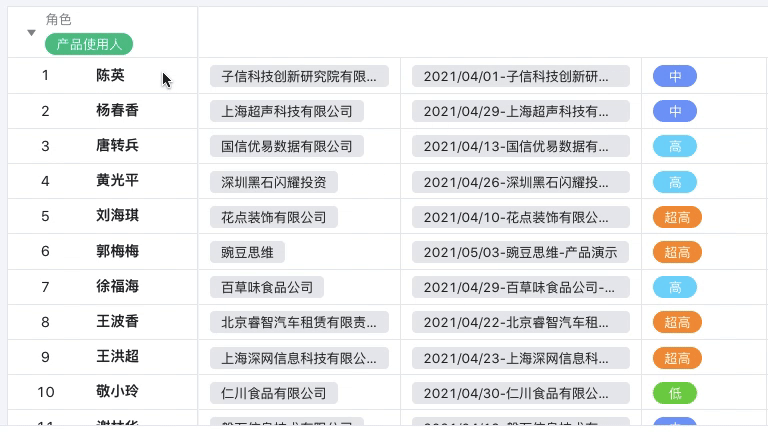 角色
产品使用人
1 陈英 子信科技创新研究院有限... 2021/04/01-子信科技创新研... 中
2 杨春香 上海超声科技有限公司 2021/04/29-上海超声科技有... 中
3 唐转兵 国信优易数据有限公司 2021/04/13-国信优易数据有... 高
4 黄光平 深圳黑石闪耀投资 2021/04/26-深圳黑石闪耀投... 高
5 刘海琪 花点装饰有限公司 2021/04/10-花点装饰有限公... 超高
6 郭梅梅 豌豆思维 2021/05/03-豌豆思维-产品演示 超高
7 徐福海 百草味食品公司 2021/04/29-百草味食品公司-... 高
8 王波香 北京睿智汽车租赁有限责... 2021/04/22-北京睿智汽车租... 超高
9 王洪超 上海深网信息科技有限公... 2021/04/23-上海深网信息科... 超高
10 敬小玲 仁川食品有限公司 2021/04/30-仁川食品有限公... 低